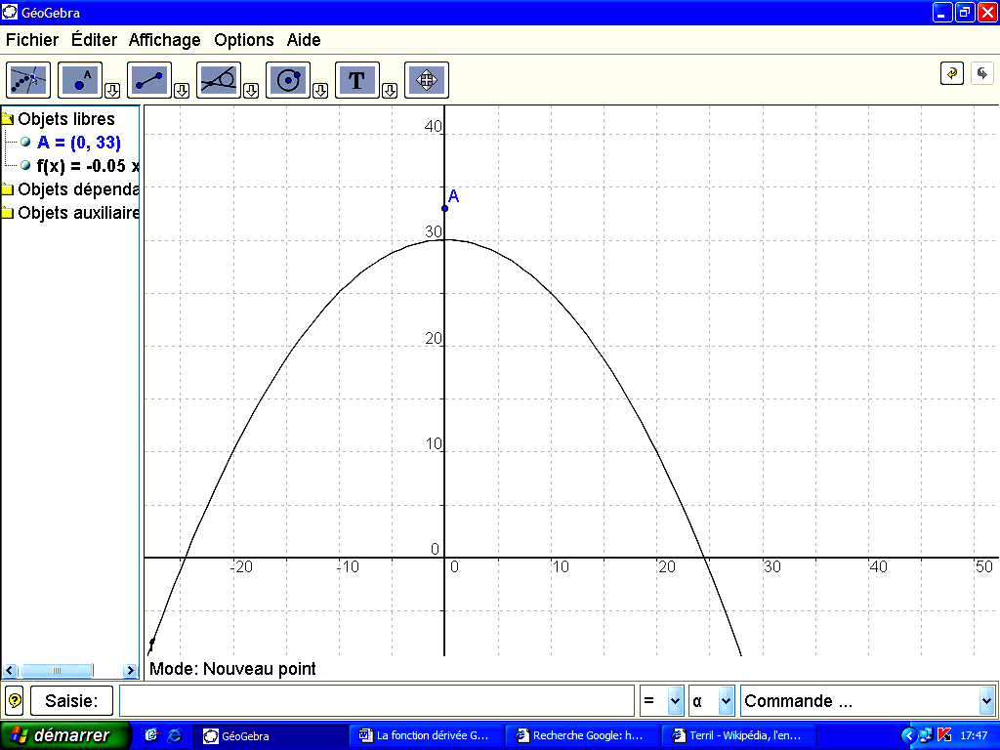 GéoGebra
Fichier Éditer Affichage Options Aide
A T
Objets libres
A = (0, 33)
f(x) = -0.05 x
Objets dépenda
Objets auxiliaire
40
A
30
20
10
0
-20 -10 0 10 20 30 40 50
f
Mode: Nouveau point
? Saisie: = α Commande ...
démarrer GéoGebra La fonction dérivée G... Recherche Google: h... Terril - Wikipédia, l'en... 17:47